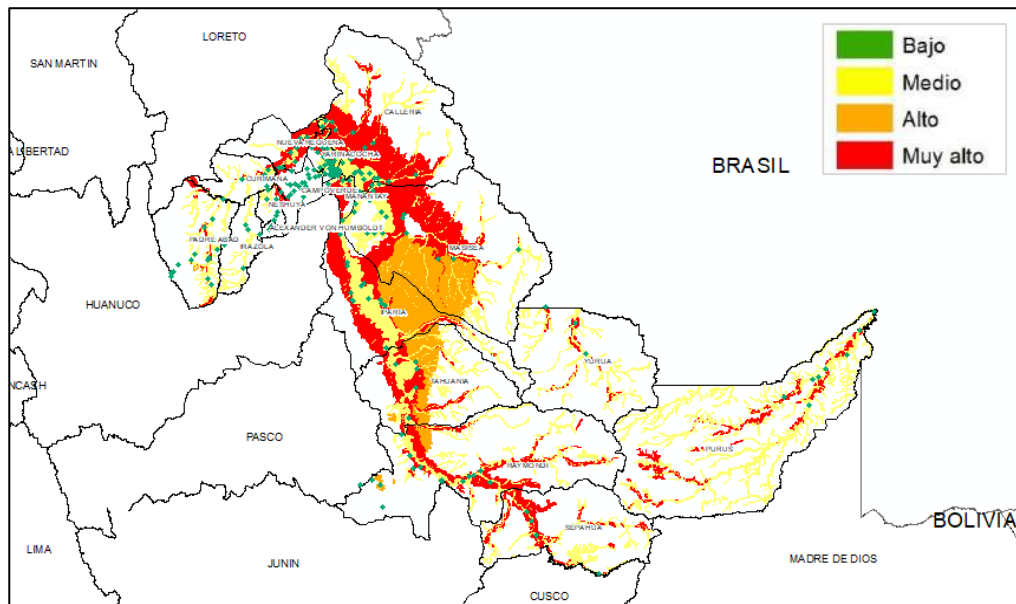 LORETO
SAN MARTIN
CALLERIA
Bajo
Medio
Alto
Muy alto
NUEVA REQUENA
YARINACOCHA
A LIBERTAD
CURIMANA
CAMPOVERDE
MANANTAY
NESHUYA
BRASIL
ALEXANDER VON HUMBOLDT
PADRE ABAD
IRAZOLA
MASISEA
HUANUCO
IPARIA
YURUA
TAHUANIA
NCASH
PASCO
PURUS
RAYMONDI
SEPAHUA
BOLIVIA
LIMA
JUNIN
MADRE DE DIOS
CUSCO